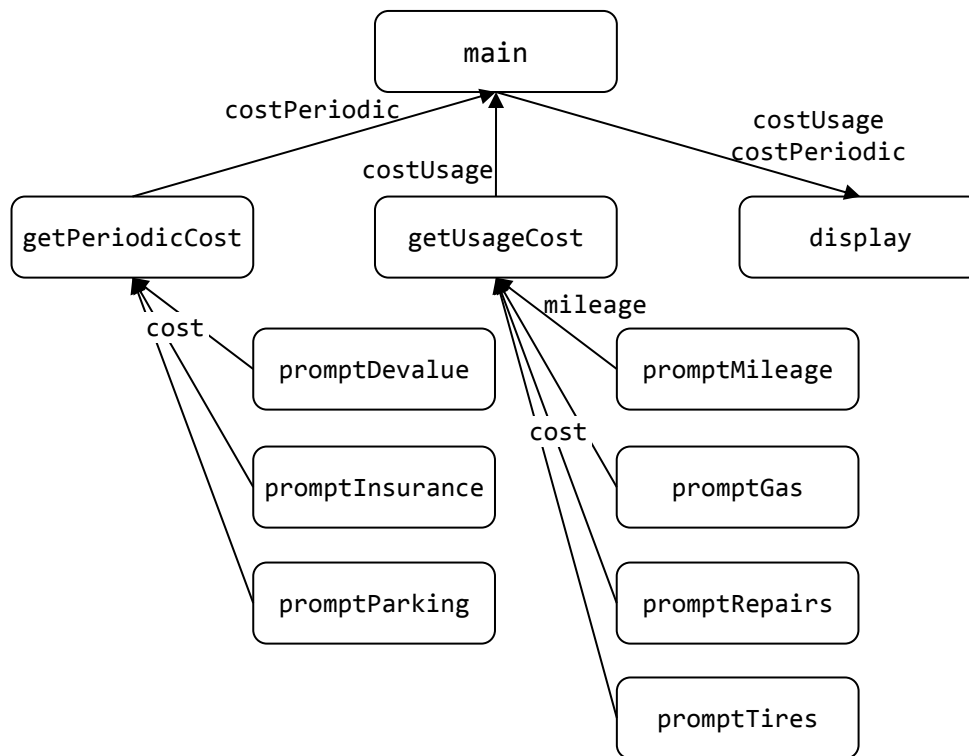 main
costPeriodic
costUsage
costPeriodic
costUsage
getPeriodicCost
getUsageCost
display
cost
mileage
promptDevalue
promptMileage
cost
promptInsurance
promptGas
promptParking
promptRepairs
promptTires